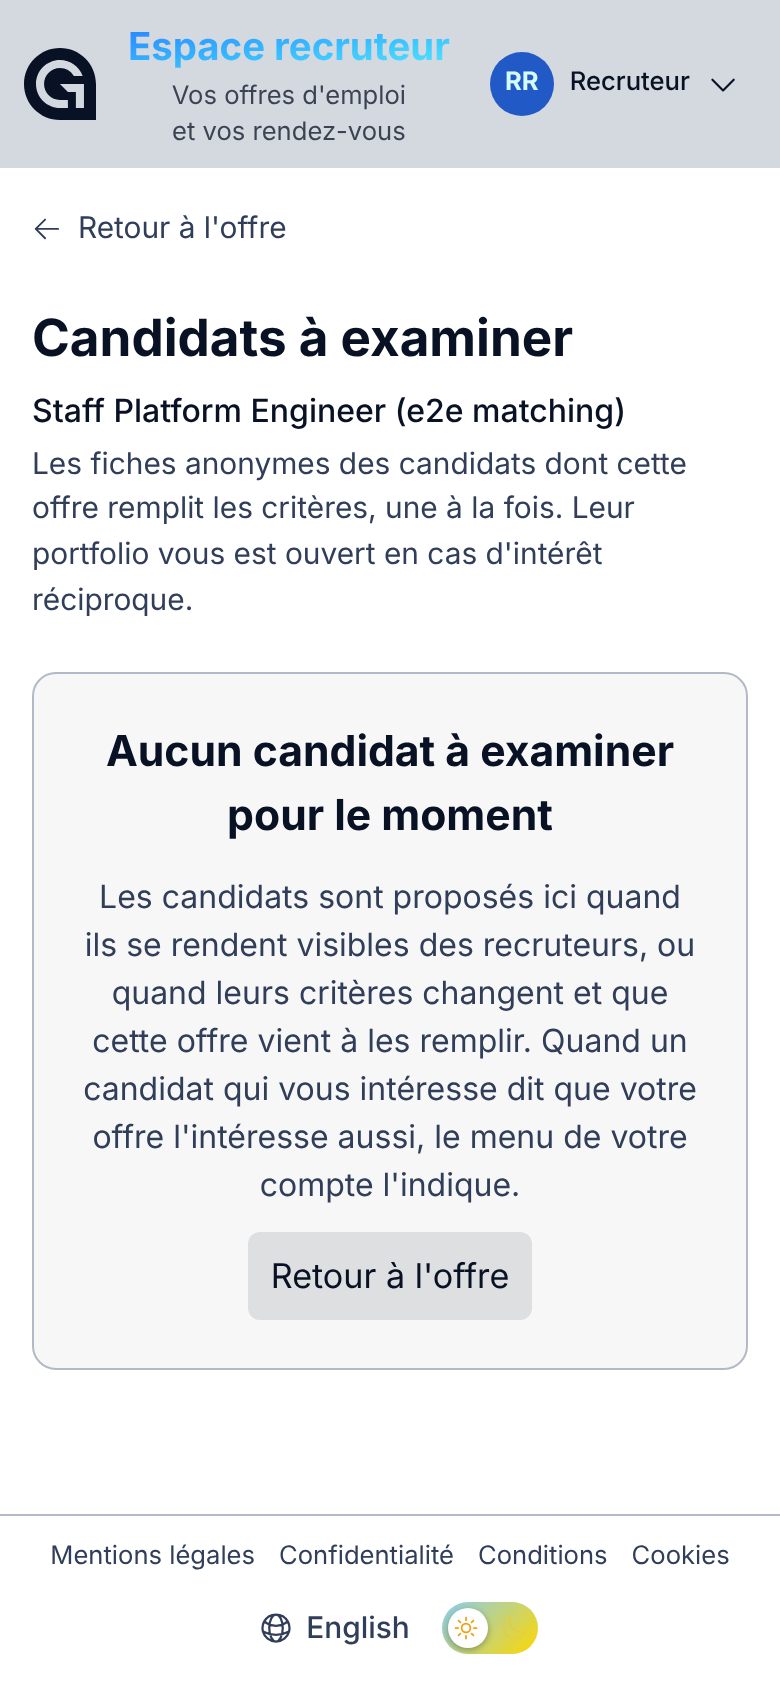 Espace recruteur
Vos offres d'emploi
et vos rendez-vous
RR
Recruteur
Retour à l'offre
Candidats à examiner
Staff Platform Engineer (e2e matching)
Les fiches anonymes des candidats dont cette
offre remplit les critères, une à la fois. Leur
portfolio vous est ouvert en cas d'intérêt
réciproque.
Aucun candidat à examiner
pour le moment
Les candidats sont proposés ici quand
ils se rendent visibles des recruteurs, ou
quand leurs critères changent et que
cette offre vient à les remplir. Quand un
candidat qui vous intéresse dit que votre
offre l'intéresse aussi, le menu de votre
compte l'indique.
Retour à l'offre
Mentions légales Confidentialité Conditions Cookies
English